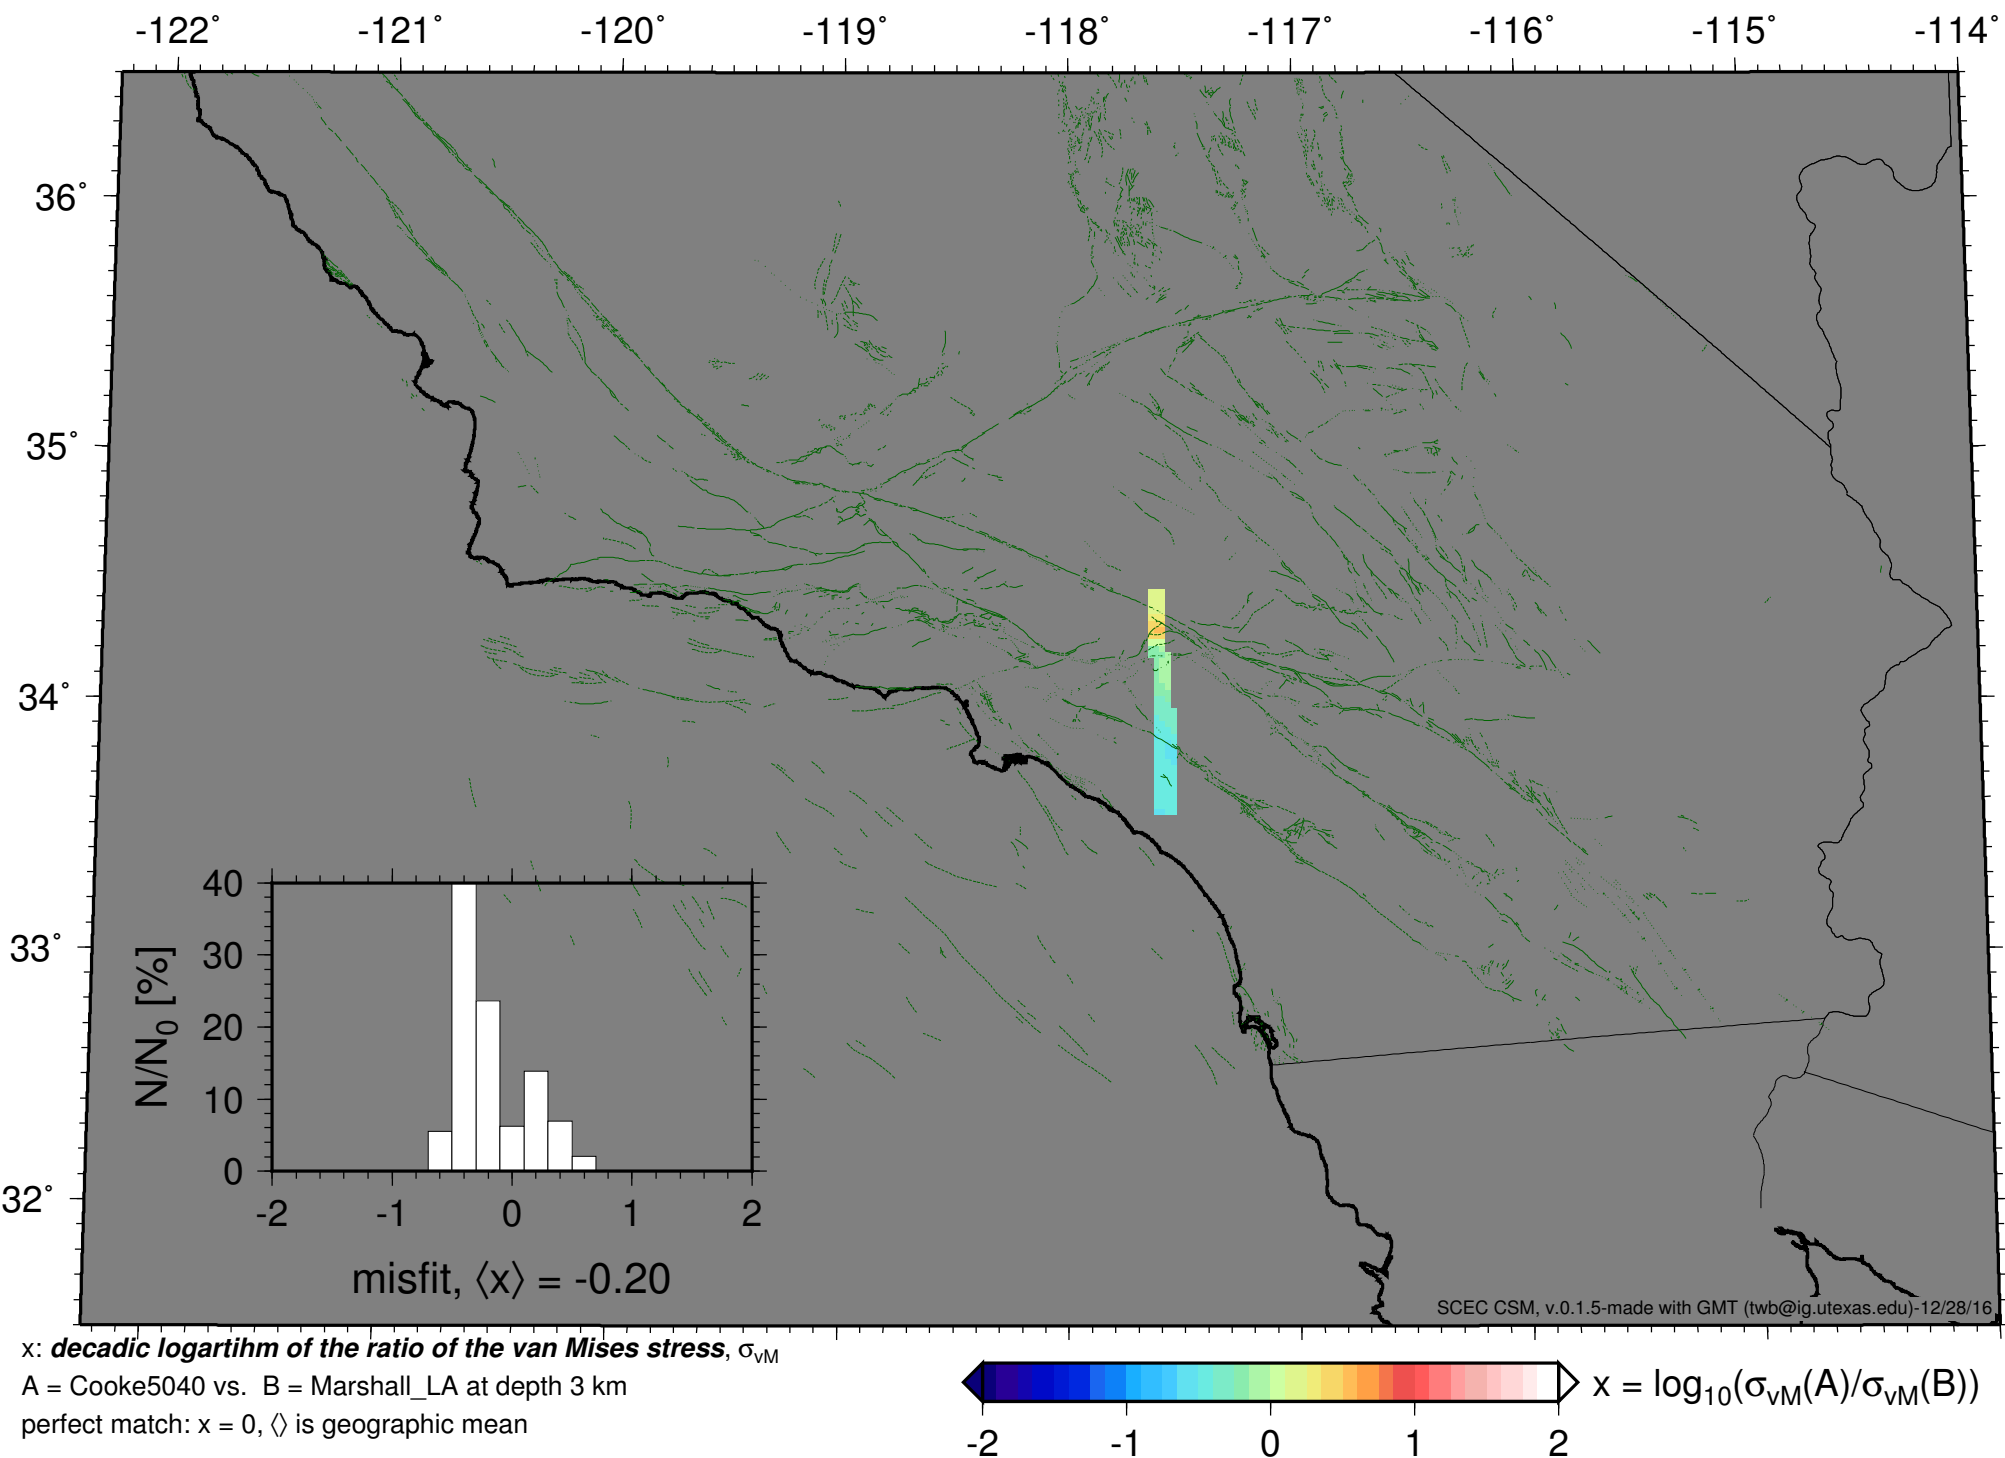 -122˚ -121˚ -120˚ -119˚ -118˚ -117˚ -116˚ -115˚ -114˚
36˚
35˚
34˚
33˚
32˚
40
30
20
10
0
N/N0 [%]
-2 -1 0 1 2
misfit, ⟨x⟩ = -0.20
SCEC CSM, v.0.1.5-made with GMT (twb@ig.utexas.edu)-12/28/16
x: decadic logartihm of the ratio of the van Mises stress, σvM
A = Cooke5040 vs. B = Marshall_LA at depth 3 km
perfect match: x = 0, ⟨⟩ is geographic mean
x = log10(σvM(A)/σvM(B))
-2 -1 0 1 2